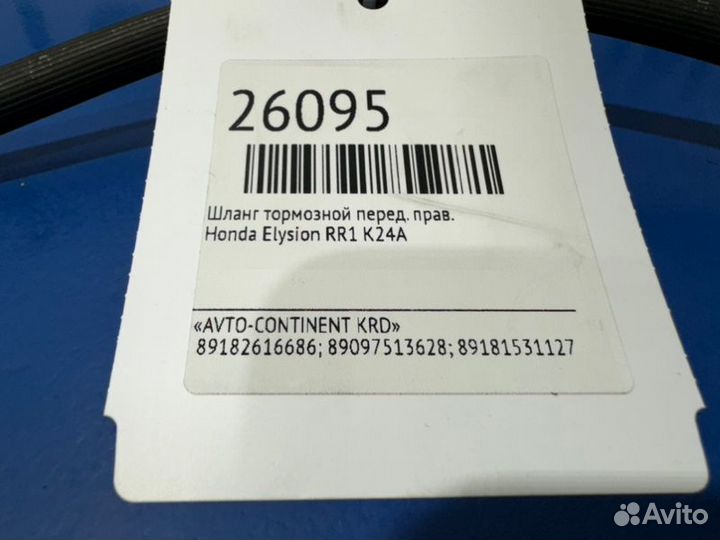 26095
Шланг тормозной перед. прав.
Honda Elysion RR1 K24A
«AVTO-CONTINENT KRD»
89182616686; 89097513628; 89181531127
Avito